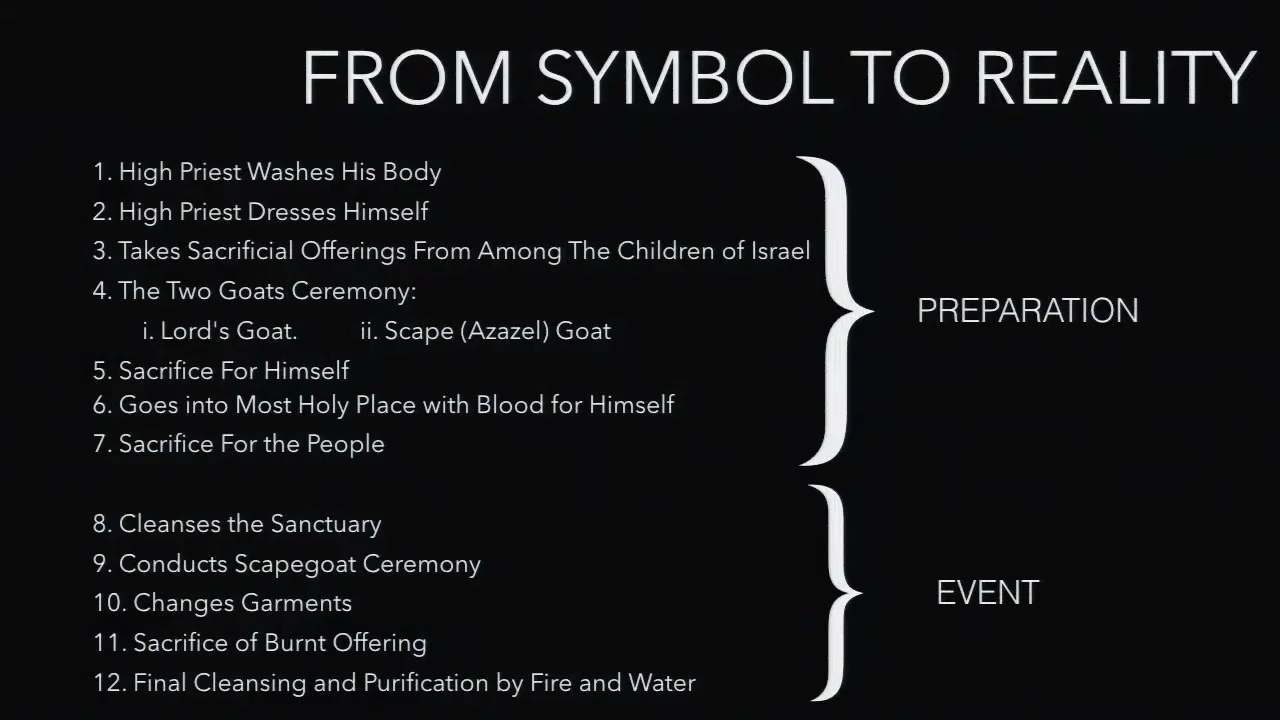 FROM SYMBOL TO REALITY
1. High Priest Washes His Body
2. High Priest Dresses Himself
3. Takes Sacrificial Offerings From Among The Children of Israel
4. The Two Goats Ceremony:
i. Lord's Goat. ii. Scape (Azazel) Goat
5. Sacrifice For Himself
6. Goes into Most Holy Place with Blood for Himself
7. Sacrifice For the People
PREPARATION
8. Cleanses the Sanctuary
9. Conducts Scapegoat Ceremony
10. Changes Garments
11. Sacrifice of Burnt Offering
12. Final Cleansing and Purification by Fire and Water
EVENT